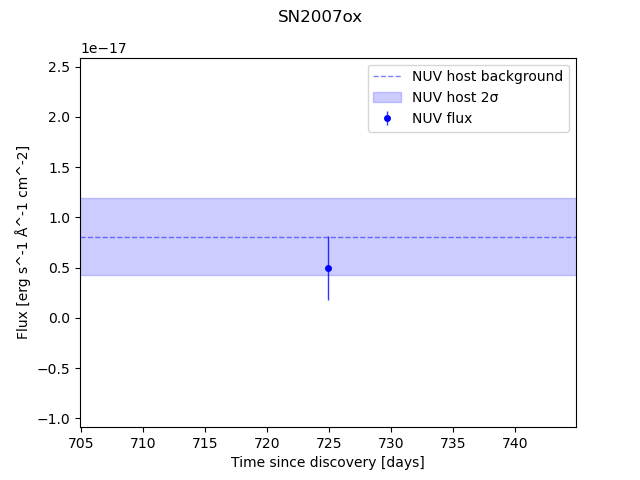 SN2007ox
1e−17
NUV host background
NUV host 2σ
NUV flux
2.5
2.0
1.5
1.0
0.5
0.0
−0.5
−1.0
Flux [erg s^-1 Å^-1 cm^-2]
705 710 715 720 725 730 735 740
Time since discovery [days]